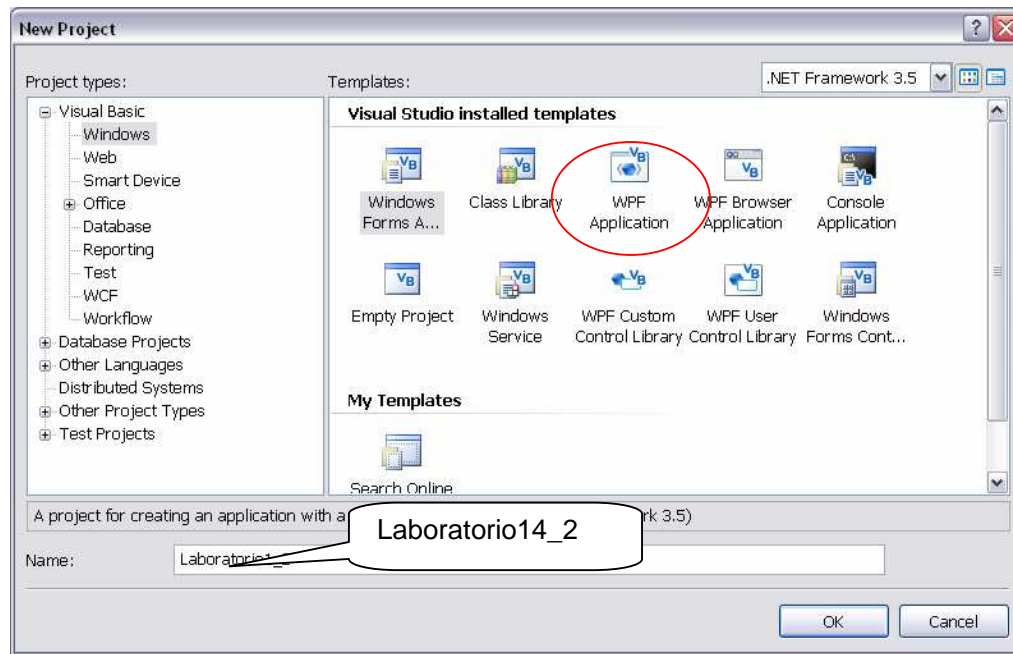 New Project
Project types:
Templates:
.NET Framework 3.5
Visual Basic
Windows
Web
Smart Device
Office
Database
Reporting
Test
WCF
Workflow
Database Projects
Other Languages
Distributed Systems
Other Project Types
Test Projects
Visual Studio installed templates
Windows Forms A...
Class Library
WPF Application
WPF Browser Application
Console Application
Empty Project
Windows Service
WPF Custom Control Library
WPF User Control Library
Windows Forms Cont...
My Templates
Search Online
A project for creating an application with a
rk 3.5)
Laboratorio14_2
Name:
OK
Cancel